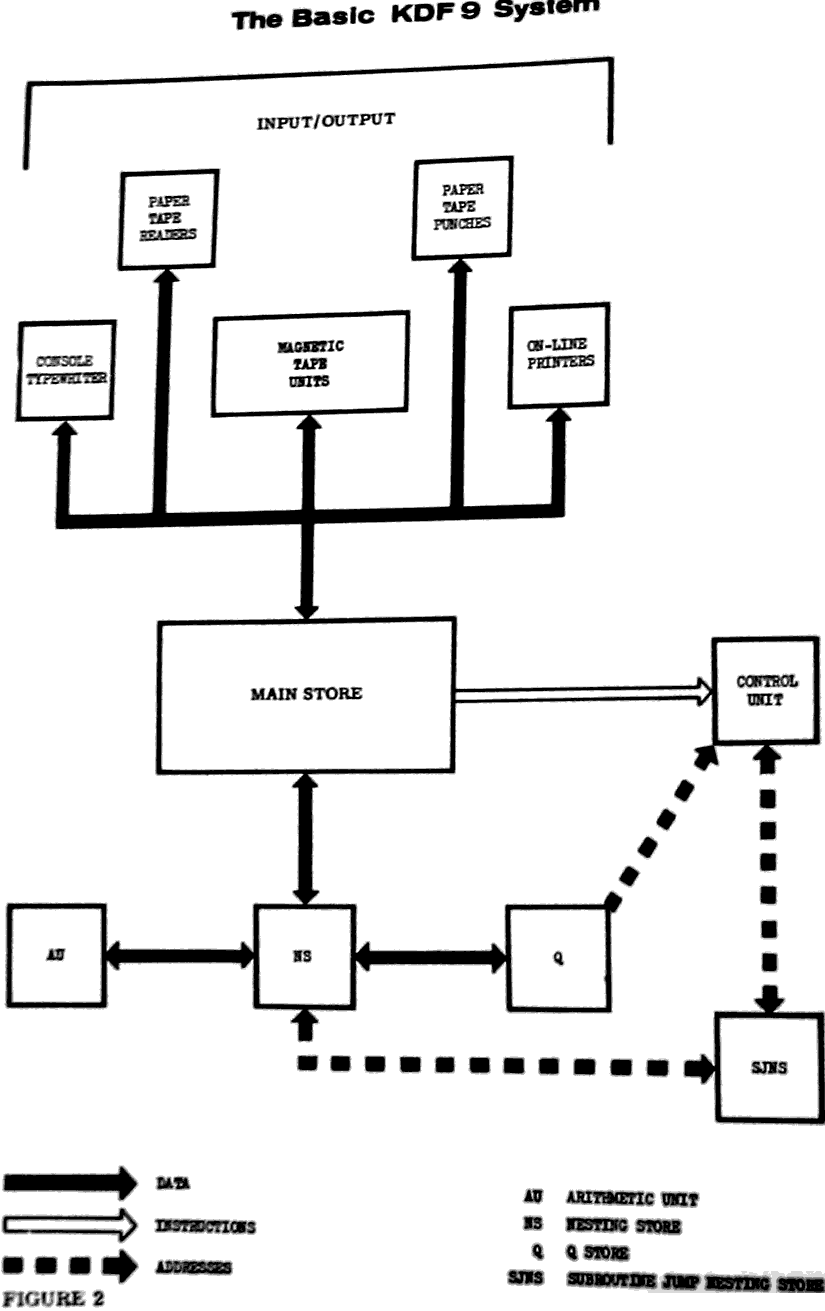 The Basic KDF 9 System
INPUT/OUTPUT
PAPER
TAPE
READERS
PAPER
TAPE
PUNCHES
CONSOLE
TYPEWRITER
MAGNETIC
TAPE
UNITS
ON-LINE
PRINTERS
MAIN STORE
CONTROL
UNIT
AU
NS
Q
SJNS
DATA
INSTRUCTIONS
ADDRESSES
AU ARITHMETIC UNIT
NS NESTING STORE
Q Q STORE
SJNS SUBROUTINE JUMP NESTING STORE
FIGURE 2